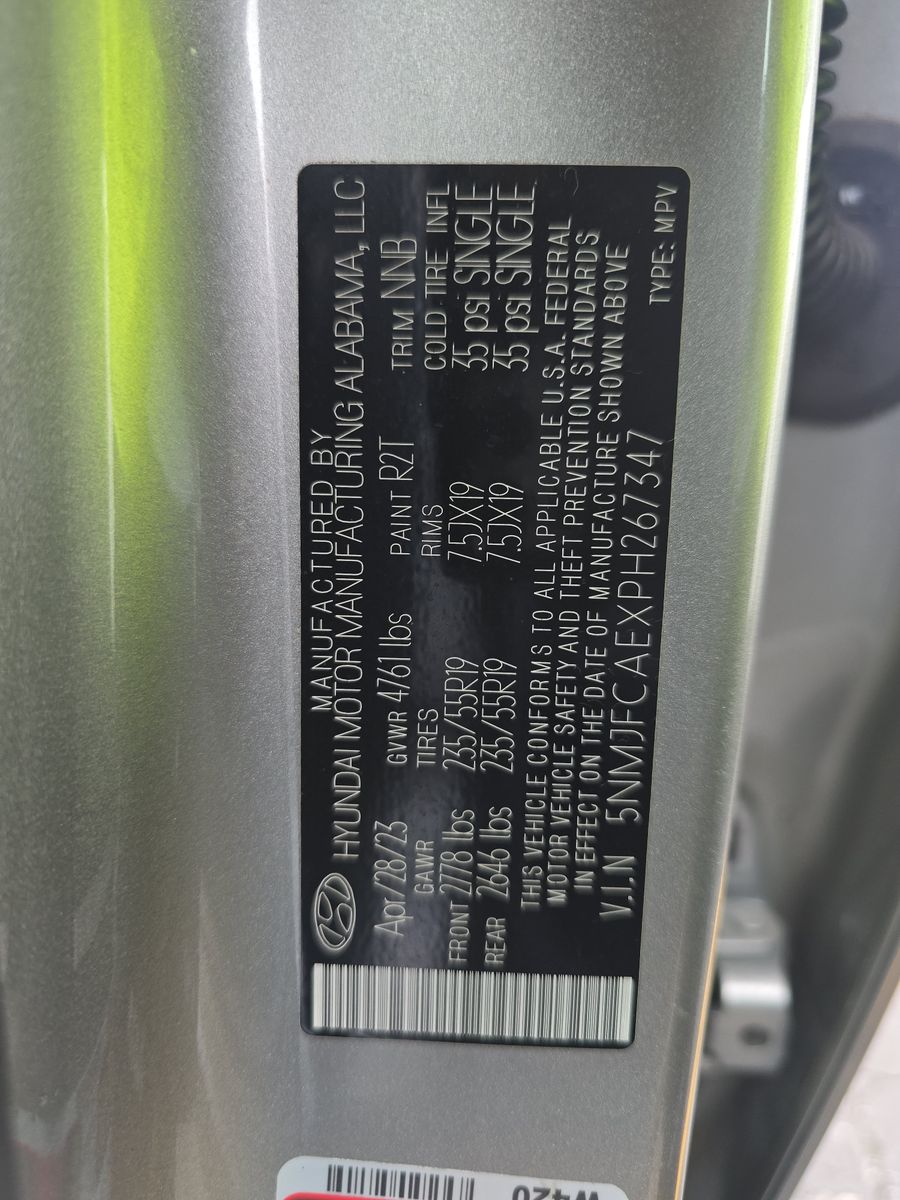 MANUFACTURED BY
HYUNDAI MOTOR MANUFACTURING ALABAMA, LLC
Apr/28/23 GVWR 4761 lbs PAINT R2T TRIM NNB
GAWR TIRES RIMS COLD TIRE INFL
FRONT 2778 lbs 235/55R19 7.5JX19 35 psi SINGLE
REAR 2646 lbs 235/55R19 7.5JX19 35 psi SINGLE
THIS VEHICLE CONFORMS TO ALL APPLICABLE U.S.A. FEDERAL
MOTOR VEHICLE SAFETY AND THEFT PREVENTION STANDARDS
IN EFFECT ON THE DATE OF MANUFACTURE SHOWN ABOVE
V.I.N 5NMJFCAEXPH267347 TYPE: MPV
W420